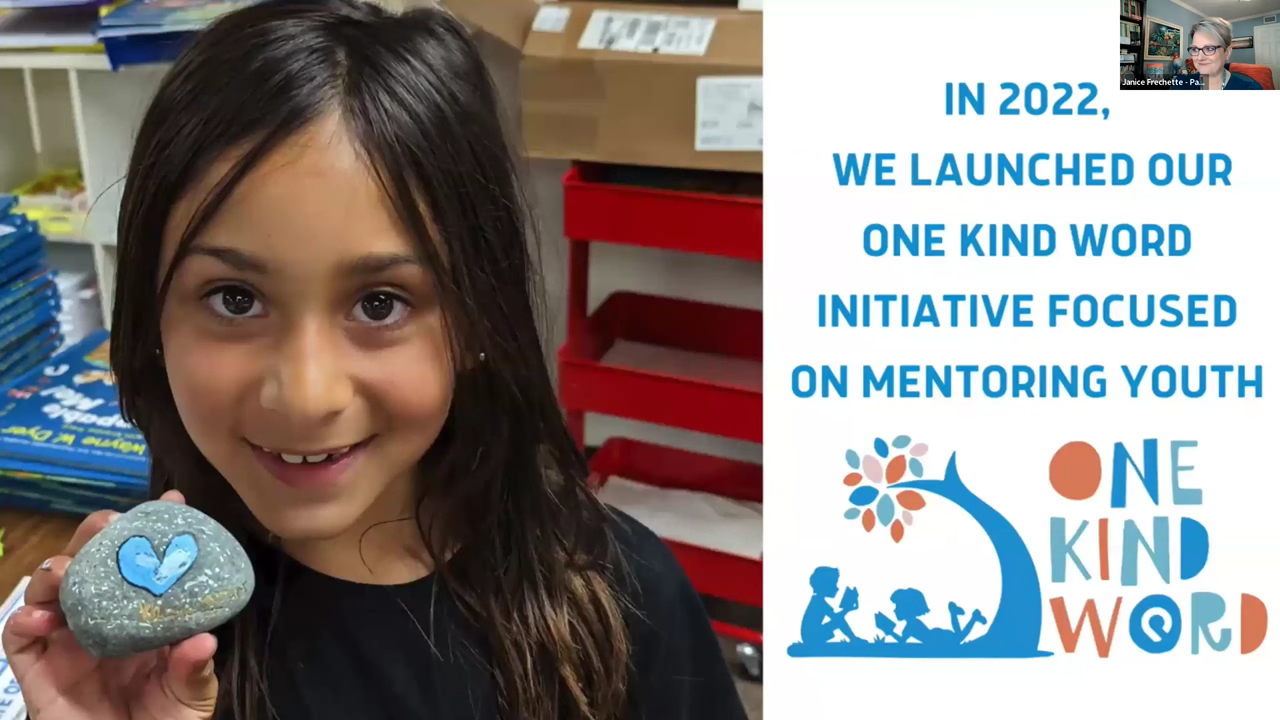 IN 2022,
WE LAUNCHED OUR
ONE KIND WORD
INITIATIVE FOCUSED
ON MENTORING YOUTH
ONE
KIND
WORD
Janice Frechette - Pa...
Me!
Wayne W. Dyer